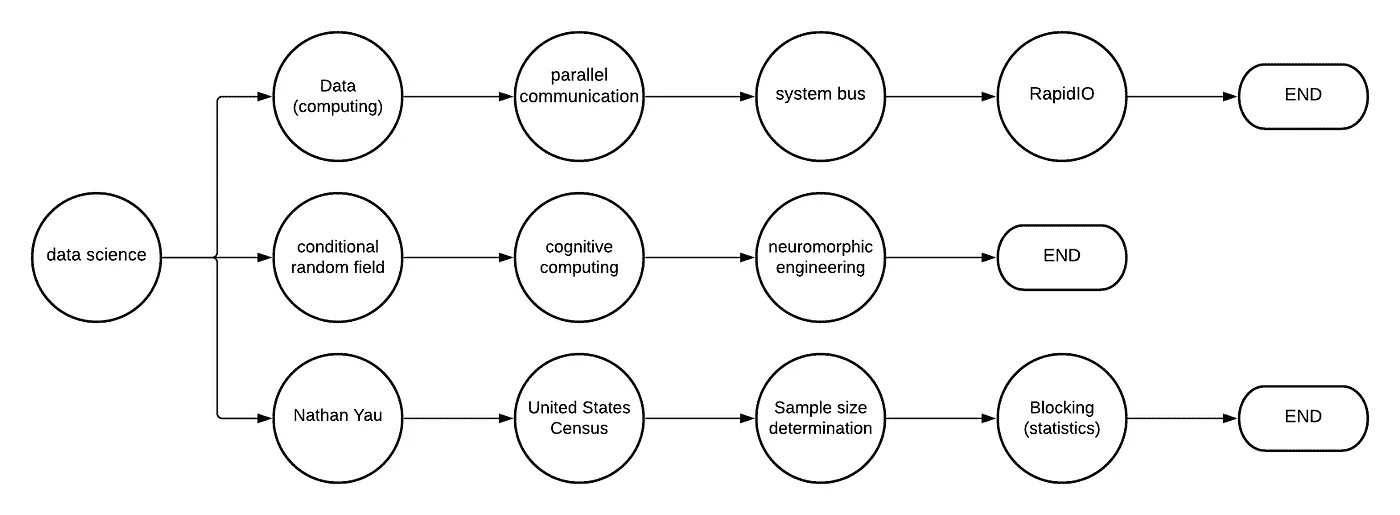 data science
Data
(computing)
parallel
communication
system bus
RapidIO
END
conditional
random field
cognitive
computing
neuromorphic
engineering
END
Nathan Yau
United States
Census
Sample size
determination
Blocking
(statistics)
END